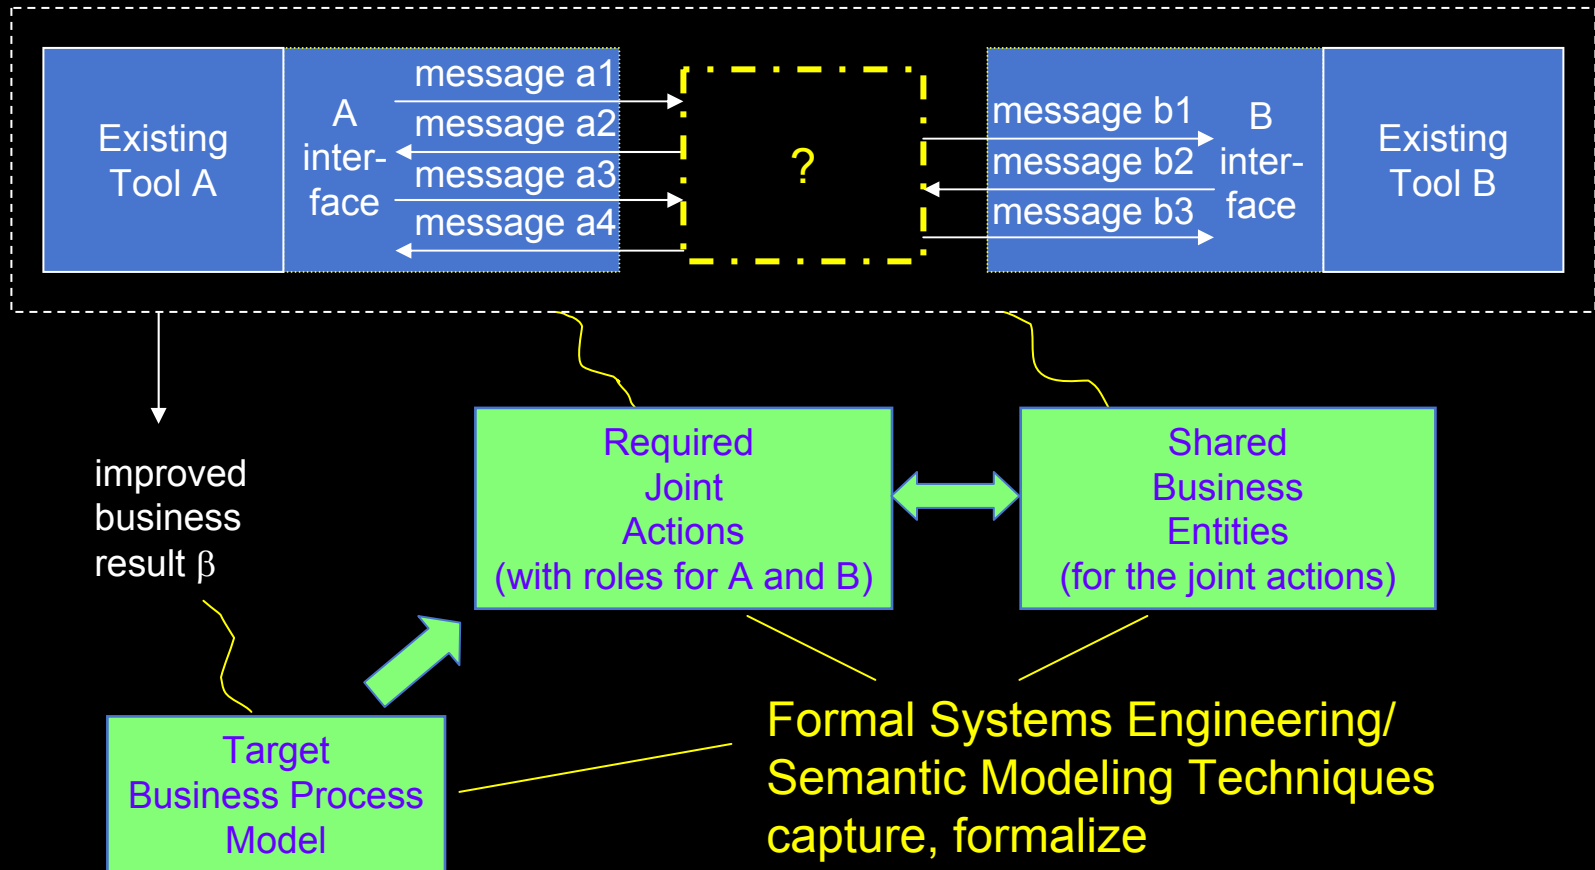 Existing
Tool A
A
inter-
face
message a1
message a2
message a3
message a4
?
message b1
message b2
message b3
B
inter-
face
Existing
Tool B
improved
business
result β
Required
Joint
Actions
(with roles for A and B)
Shared
Business
Entities
(for the joint actions)
Target
Business Process
Model
Formal Systems Engineering/
Semantic Modeling Techniques
capture, formalize